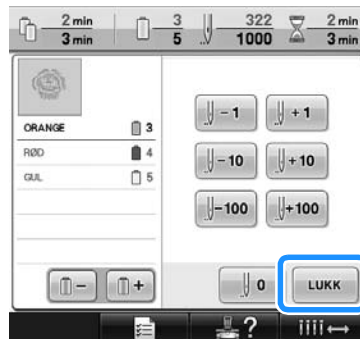 2 min 3 322 2 min
3 min 5 1000 3 min
-1 +1
ORANGE 3
RØD 4 -10 +10
GUL 5
-100 +100
- + 0 LUKK
?